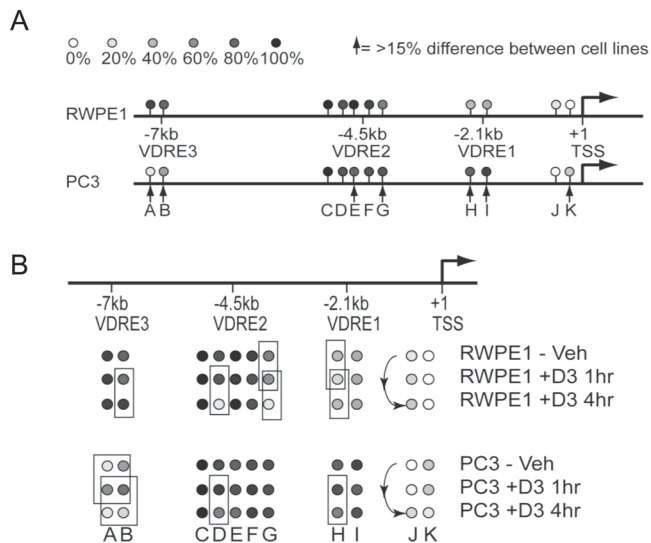 A
0% 20% 40% 60% 80% 100%
= >15% difference between cell lines
RWPE1
-7kb -4.5kb -2.1kb +1
VDRE3 VDRE2 VDRE1 TSS
PC3
A B C D E F G H I J K
B
-7kb -4.5kb -2.1kb +1
VDRE3 VDRE2 VDRE1 TSS
RWPE1 - Veh
RWPE1 +D3 1hr
RWPE1 +D3 4hr
PC3 - Veh
PC3 +D3 1hr
PC3 +D3 4hr
A B C D E F G H I J K